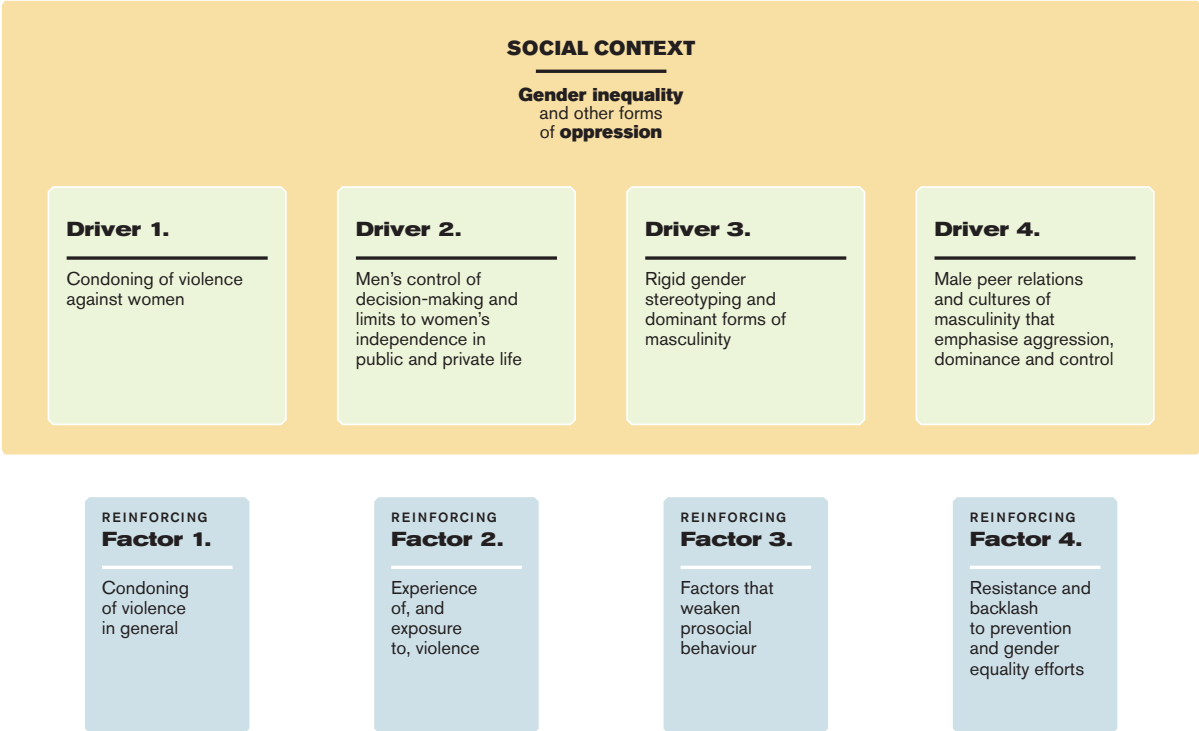 SOCIAL CONTEXT
Gender inequality
and other forms
of oppression
Driver 1.
Condoning of violence
against women
Driver 2.
Men’s control of
decision-making and
limits to women’s
independence in
public and private life
Driver 3.
Rigid gender
stereotyping and
dominant forms of
masculinity
Driver 4.
Male peer relations
and cultures of
masculinity that
emphasise aggression,
dominance and control
REINFORCING
Factor 1.
Condoning
of violence
in general
REINFORCING
Factor 2.
Experience
of, and
exposure
to, violence
REINFORCING
Factor 3.
Factors that
weaken
prosocial
behaviour
REINFORCING
Factor 4.
Resistance and
backlash
to prevention
and gender
equality efforts